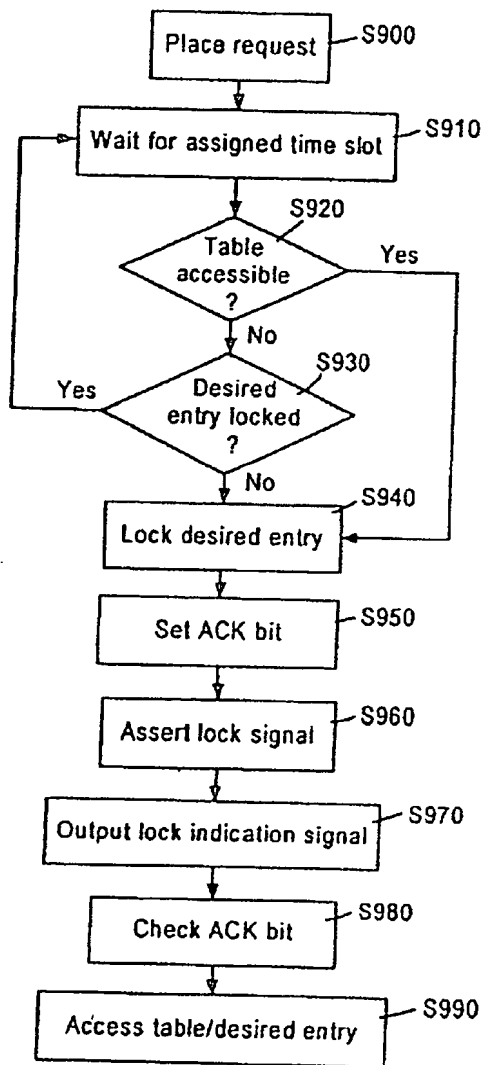 Place request
S900
Wait for assigned time slot
S910
S920
Table
accessible
?
Yes
No
S930
Desired
entry locked
?
Yes
No
S940
Lock desired entry
S950
Set ACK bit
S960
Assert lock signal
S970
Output lock indication signal
S980
Check ACK bit
S990
Access table/desired entry